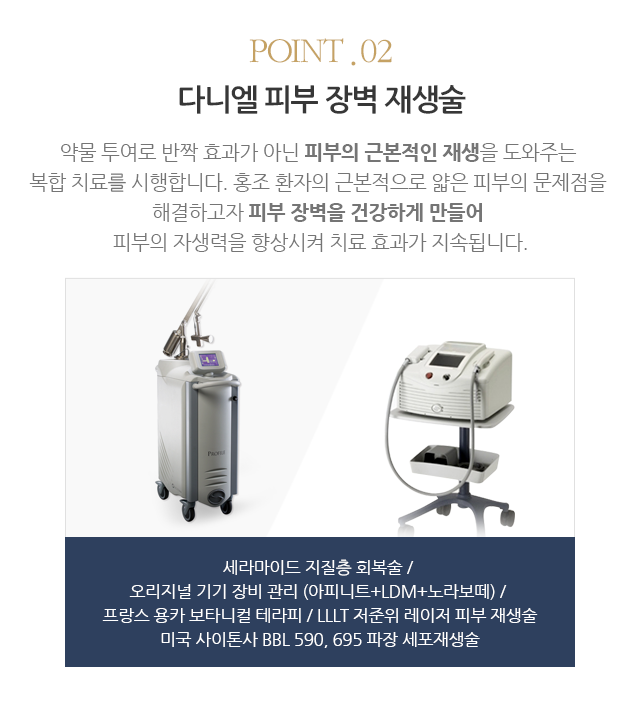 POINT .02
다니엘 피부 장벽 재생술
약물 투여로 반짝 효과가 아닌 피부의 근본적인 재생을 도와주는
복합 치료를 시행합니다. 홍조 환자의 근본적으로 얇은 피부의 문제점을
해결하고자 피부 장벽을 건강하게 만들어
피부의 자생력을 향상시켜 치료 효과가 지속됩니다.
세라마이드 지질층 회복술 /
오리지널 기기 장비 관리 (아피니트+LDM+노라보떼) /
프랑스 용카 보타니컬 테라피 / LLLT 저준위 레이저 피부 재생술
미국 사이톤사 BBL 590, 695 파장 세포재생술